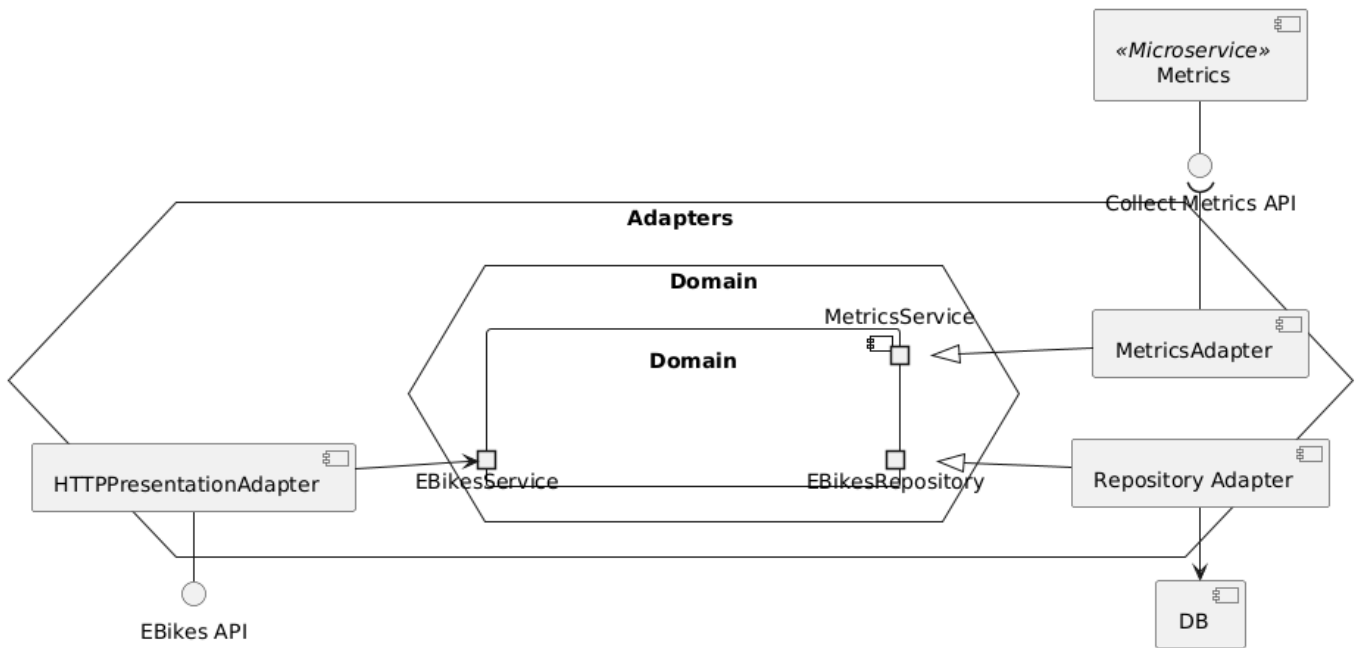 «Microservice»
Metrics
Collect Metrics API
Adapters
Domain
MetricsService
Domain
MetricsAdapter
HTTPPresentationAdapter
EBikesService
EBikesRepository
Repository Adapter
EBikes API
DB